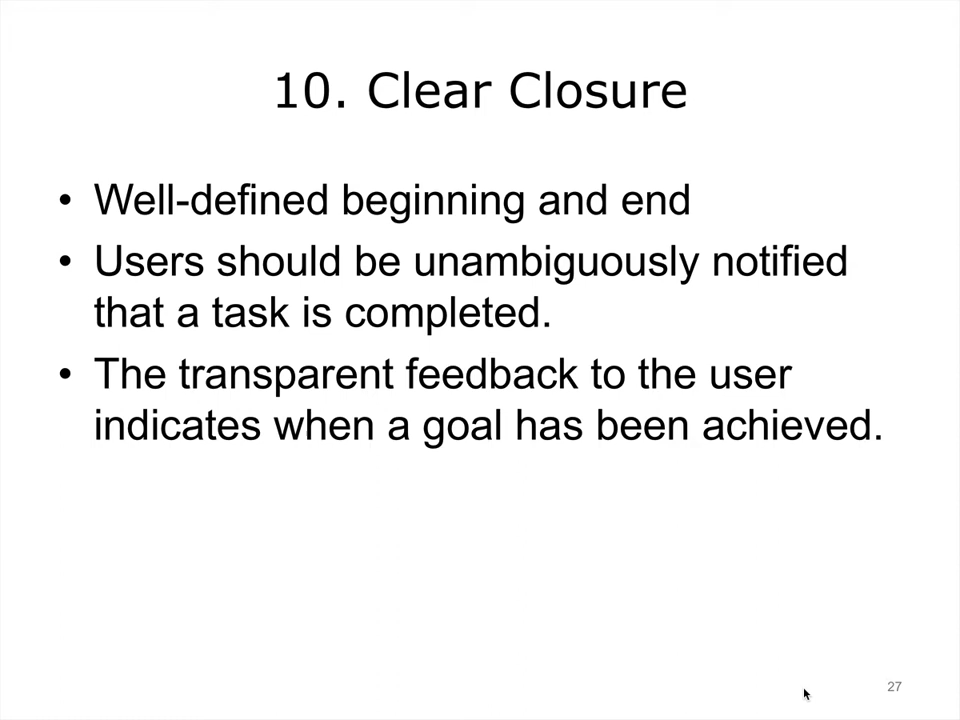 10. Clear Closure
• Well-defined beginning and end
• Users should be unambiguously notified
that a task is completed.
• The transparent feedback to the user
indicates when a goal has been achieved.
27